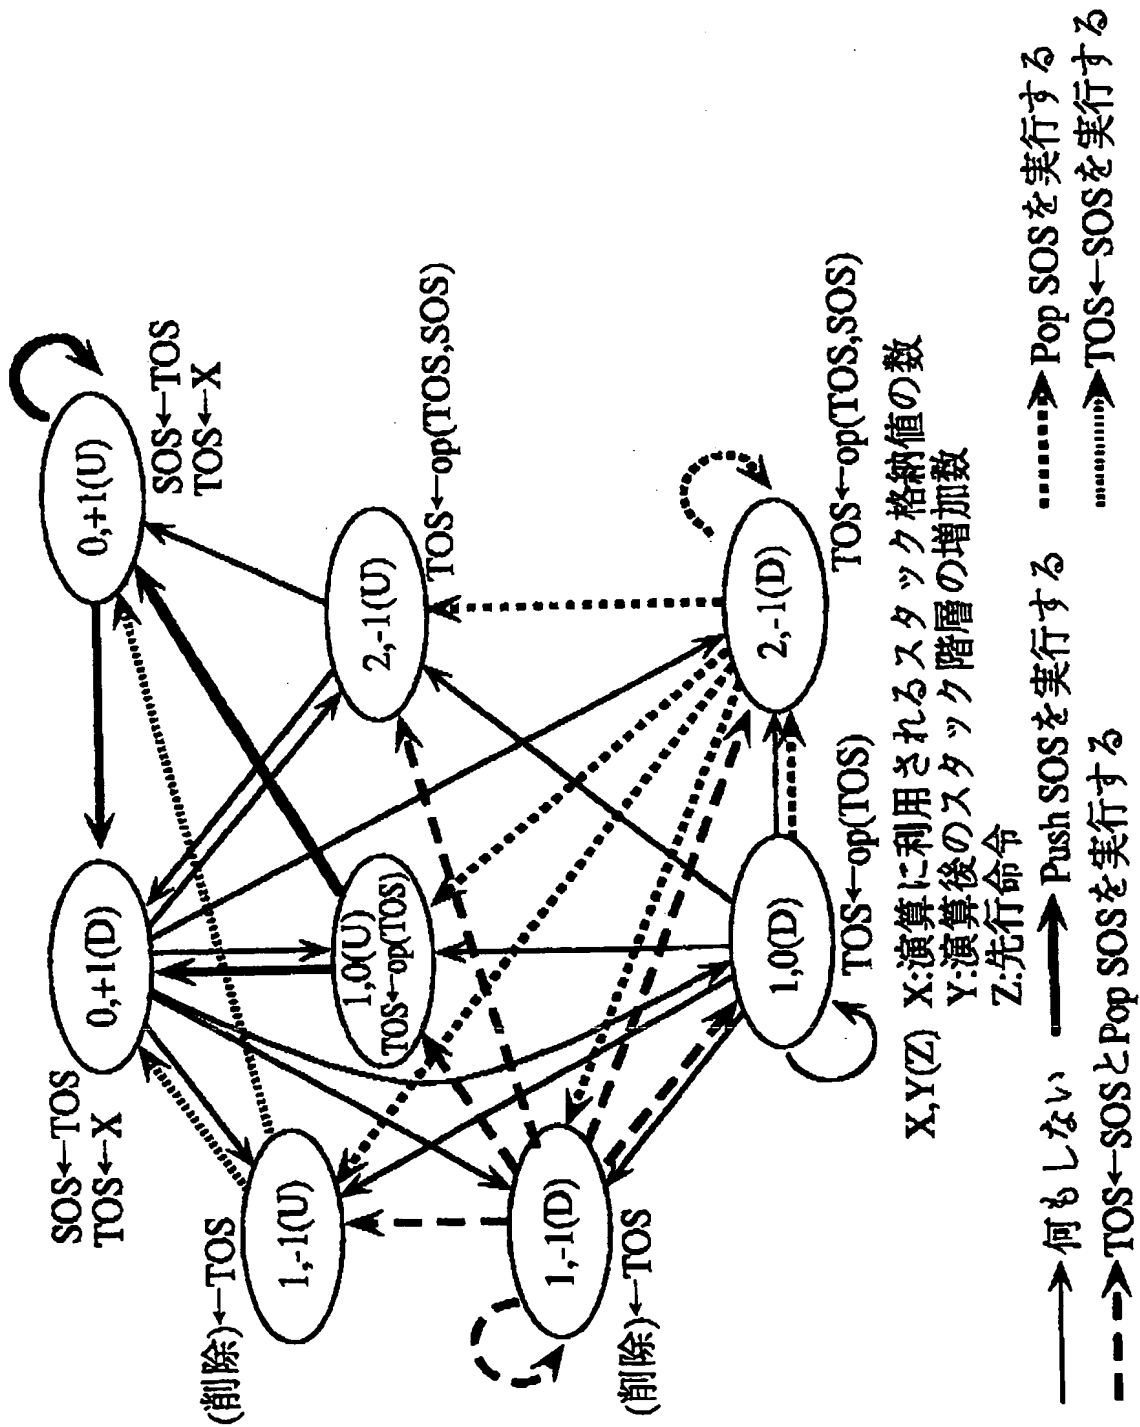 SOS←TOS
TOS←X
0,+1(D)
0,+1(U)
SOS←TOS
TOS←X
(削除)←TOS
1,-1(U)
1,0(U)
TOS←op(TOS)
2,-1(U)
TOS←op(TOS,SOS)
1,-1(D)
(削除)←TOS
1,0(D)
TOS←op(TOS)
2,-1(D)
TOS←op(TOS,SOS)
X,Y(Z) X:演算に利用されるスタック格納値の数
Y:演算後のスタック階層の増加数
Z:先行命令
何もしない
Push SOSを実行する
Pop SOSを実行する
TOS←SOSとPop SOSを実行する
TOS←SOSを実行する